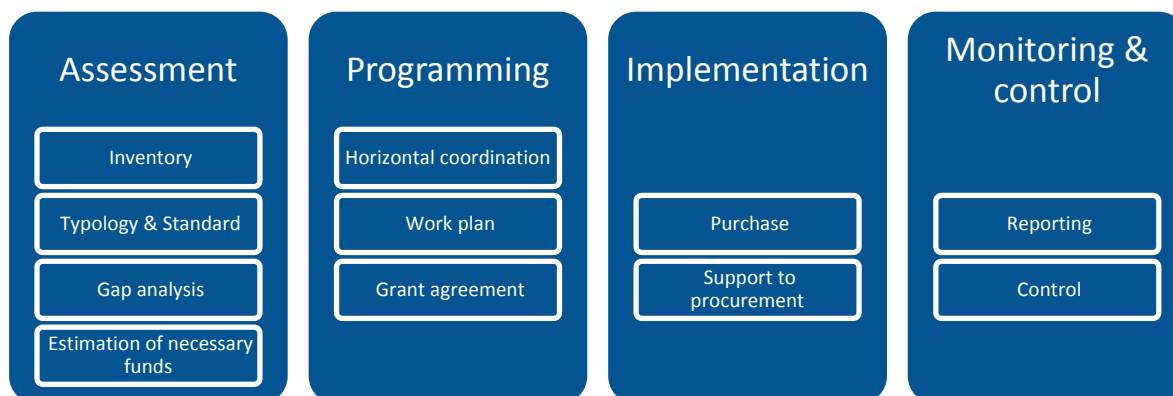 Assessment
Inventory
Typology & Standard
Gap analysis
Estimation of necessary
funds
Programming
Horizontal coordination
Work plan
Grant agreement
Implementation
Purchase
Support to
procurement
Monitoring &
control
Reporting
Control